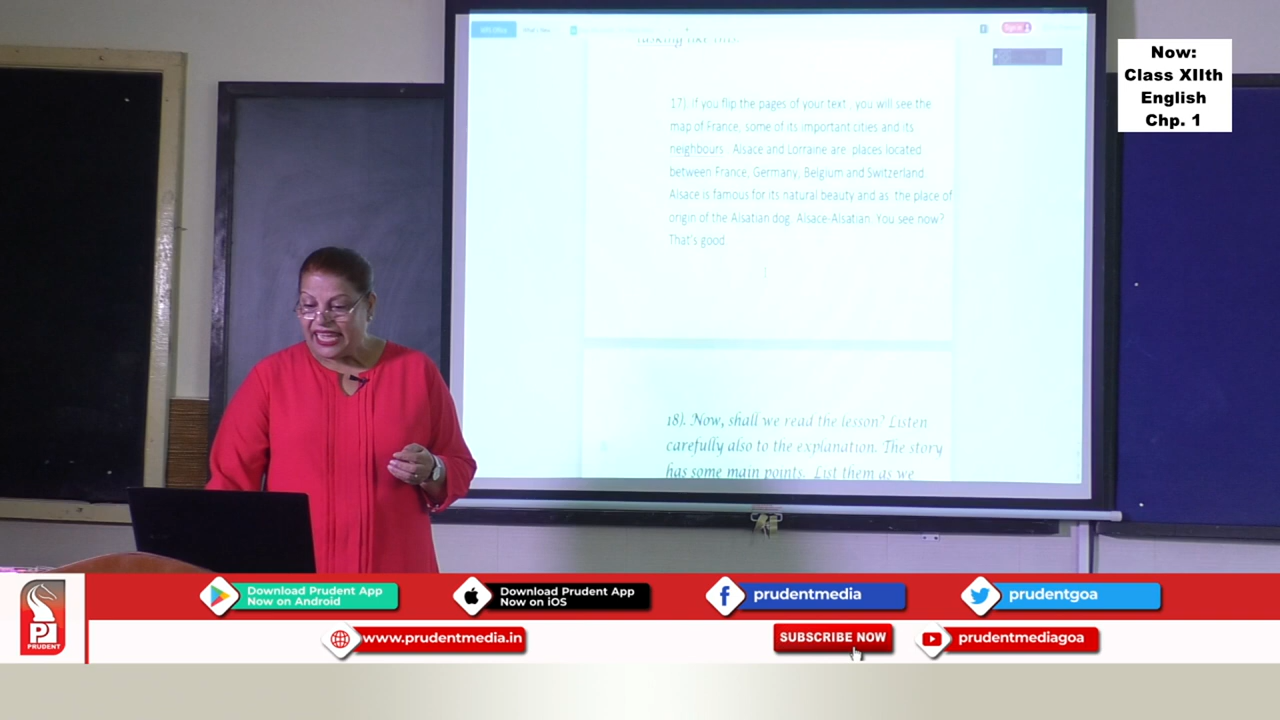 Now:
Class XIIth
English
Chp. 1
17). If you flip the pages of your text , you will see the
map of France, some of its important cities and its
neighbours . Alsace and Lorraine are places located
between France, Germany, Belgium and Switzerland
Alsace is famous for its natural beauty and as the place of
origin of the Alsatian dog. Alsace-Alsatian .You see now?
That's good
18). Now, shall we read the lesson? Listen
carefully also to the explanation. The story
has some main points. List them as we
Download Prudent App
Now on Android
Download Prudent App
Now on iOS
prudentmedia
prudentgoa
PRUDENT
www.prudentmedia.in
SUBSCRIBE NOW
prudentmediagoa